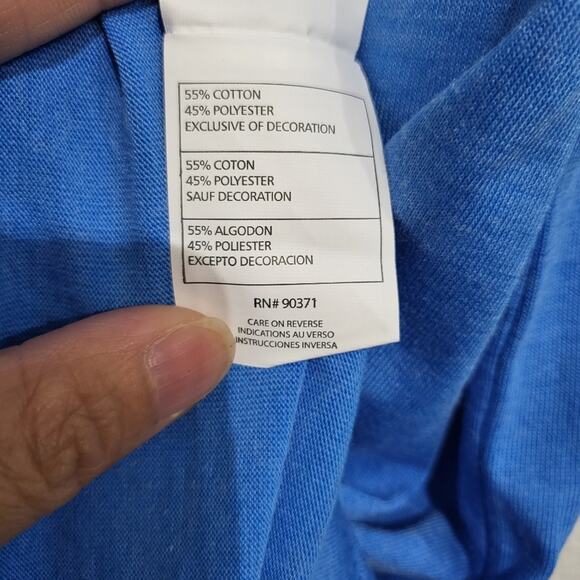 55% COTTON
45% POLYESTER
EXCLUSIVE OF DECORATION
55% COTON
45% POLYESTER
SAUF DECORATION
55% ALGODON
45% POLIESTER
EXCEPTO DECORACION
RN# 90371
CARE ON REVERSE
INDICATIONS AU VERSO
INSTRUCCIONES INVERSA